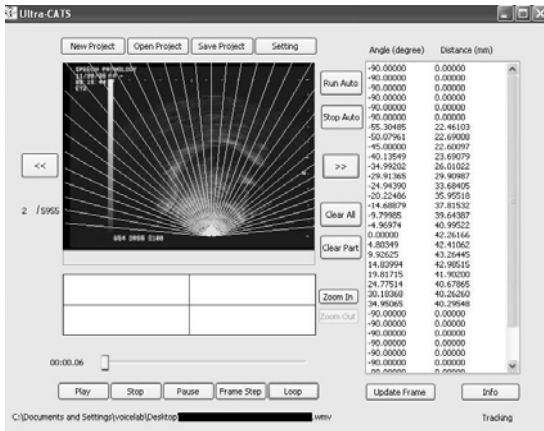 Ultra-CATS
New Project Open Project Save Project Setting
Angle (degree) Distance (mm)
SPEECH PATHOLOGY
Run Auto
Stop Auto
<< >>
2 /5955
Clear All
Clear Part
Zoom In
Zoom Out
-90.00000 0.00000
-90.00000 0.00000
-90.00000 0.00000
-90.00000 0.00000
-90.00000 0.00000
-90.00000 0.00000
-55.30485 22.46103
-50.07961 22.69008
-45.00000 22.60097
-40.13549 23.69079
-34.99202 26.01022
-29.91365 29.90987
-24.94390 33.68405
-20.22486 35.95518
-14.68879 37.81532
-9.79985 39.64387
-4.96974 40.99522
0.00000 42.26166
4.80349 42.41062
9.92625 43.26445
14.83994 42.98515
19.81715 41.90200
24.77514 40.67865
30.18368 40.26260
34.95065 40.29548
-90.00000 0.00000
-90.00000 0.00000
-90.00000 0.00000
-90.00000 0.00000
-90.00000 0.00000
00:00.06
Play Stop Pause Frame Step Loop
Update Frame Info
C:\Documents and Settings\voicelab\Desktop .wmv
Tracking